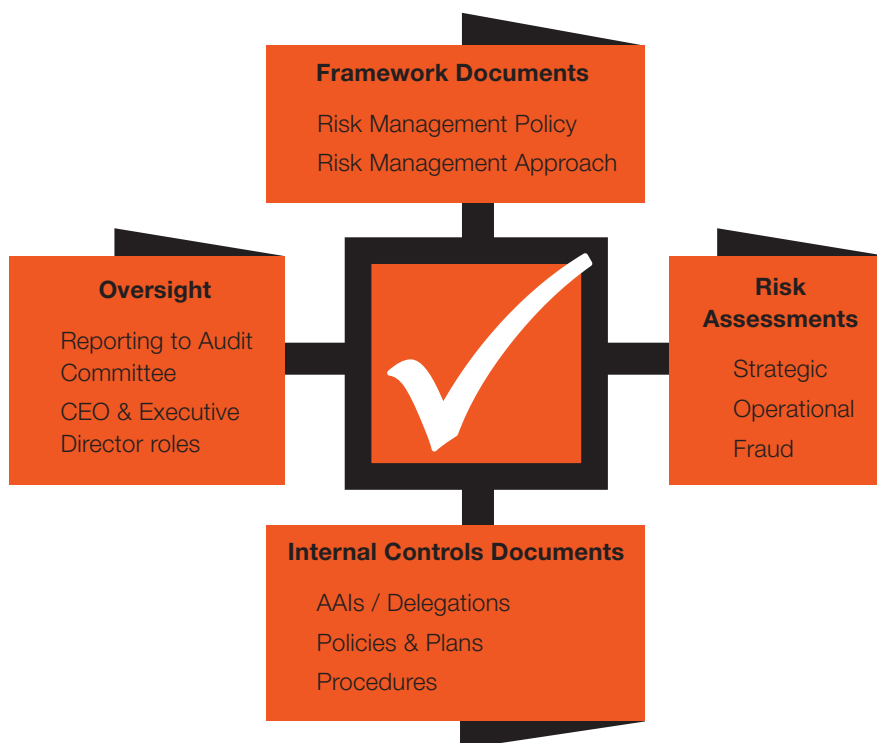 Framework Documents
Risk Management Policy
Risk Management Approach
Oversight
Reporting to Audit
Committee
CEO & Executive
Director roles
Risk
Assessments
Strategic
Operational
Fraud
Internal Controls Documents
AAIs / Delegations
Policies & Plans
Procedures